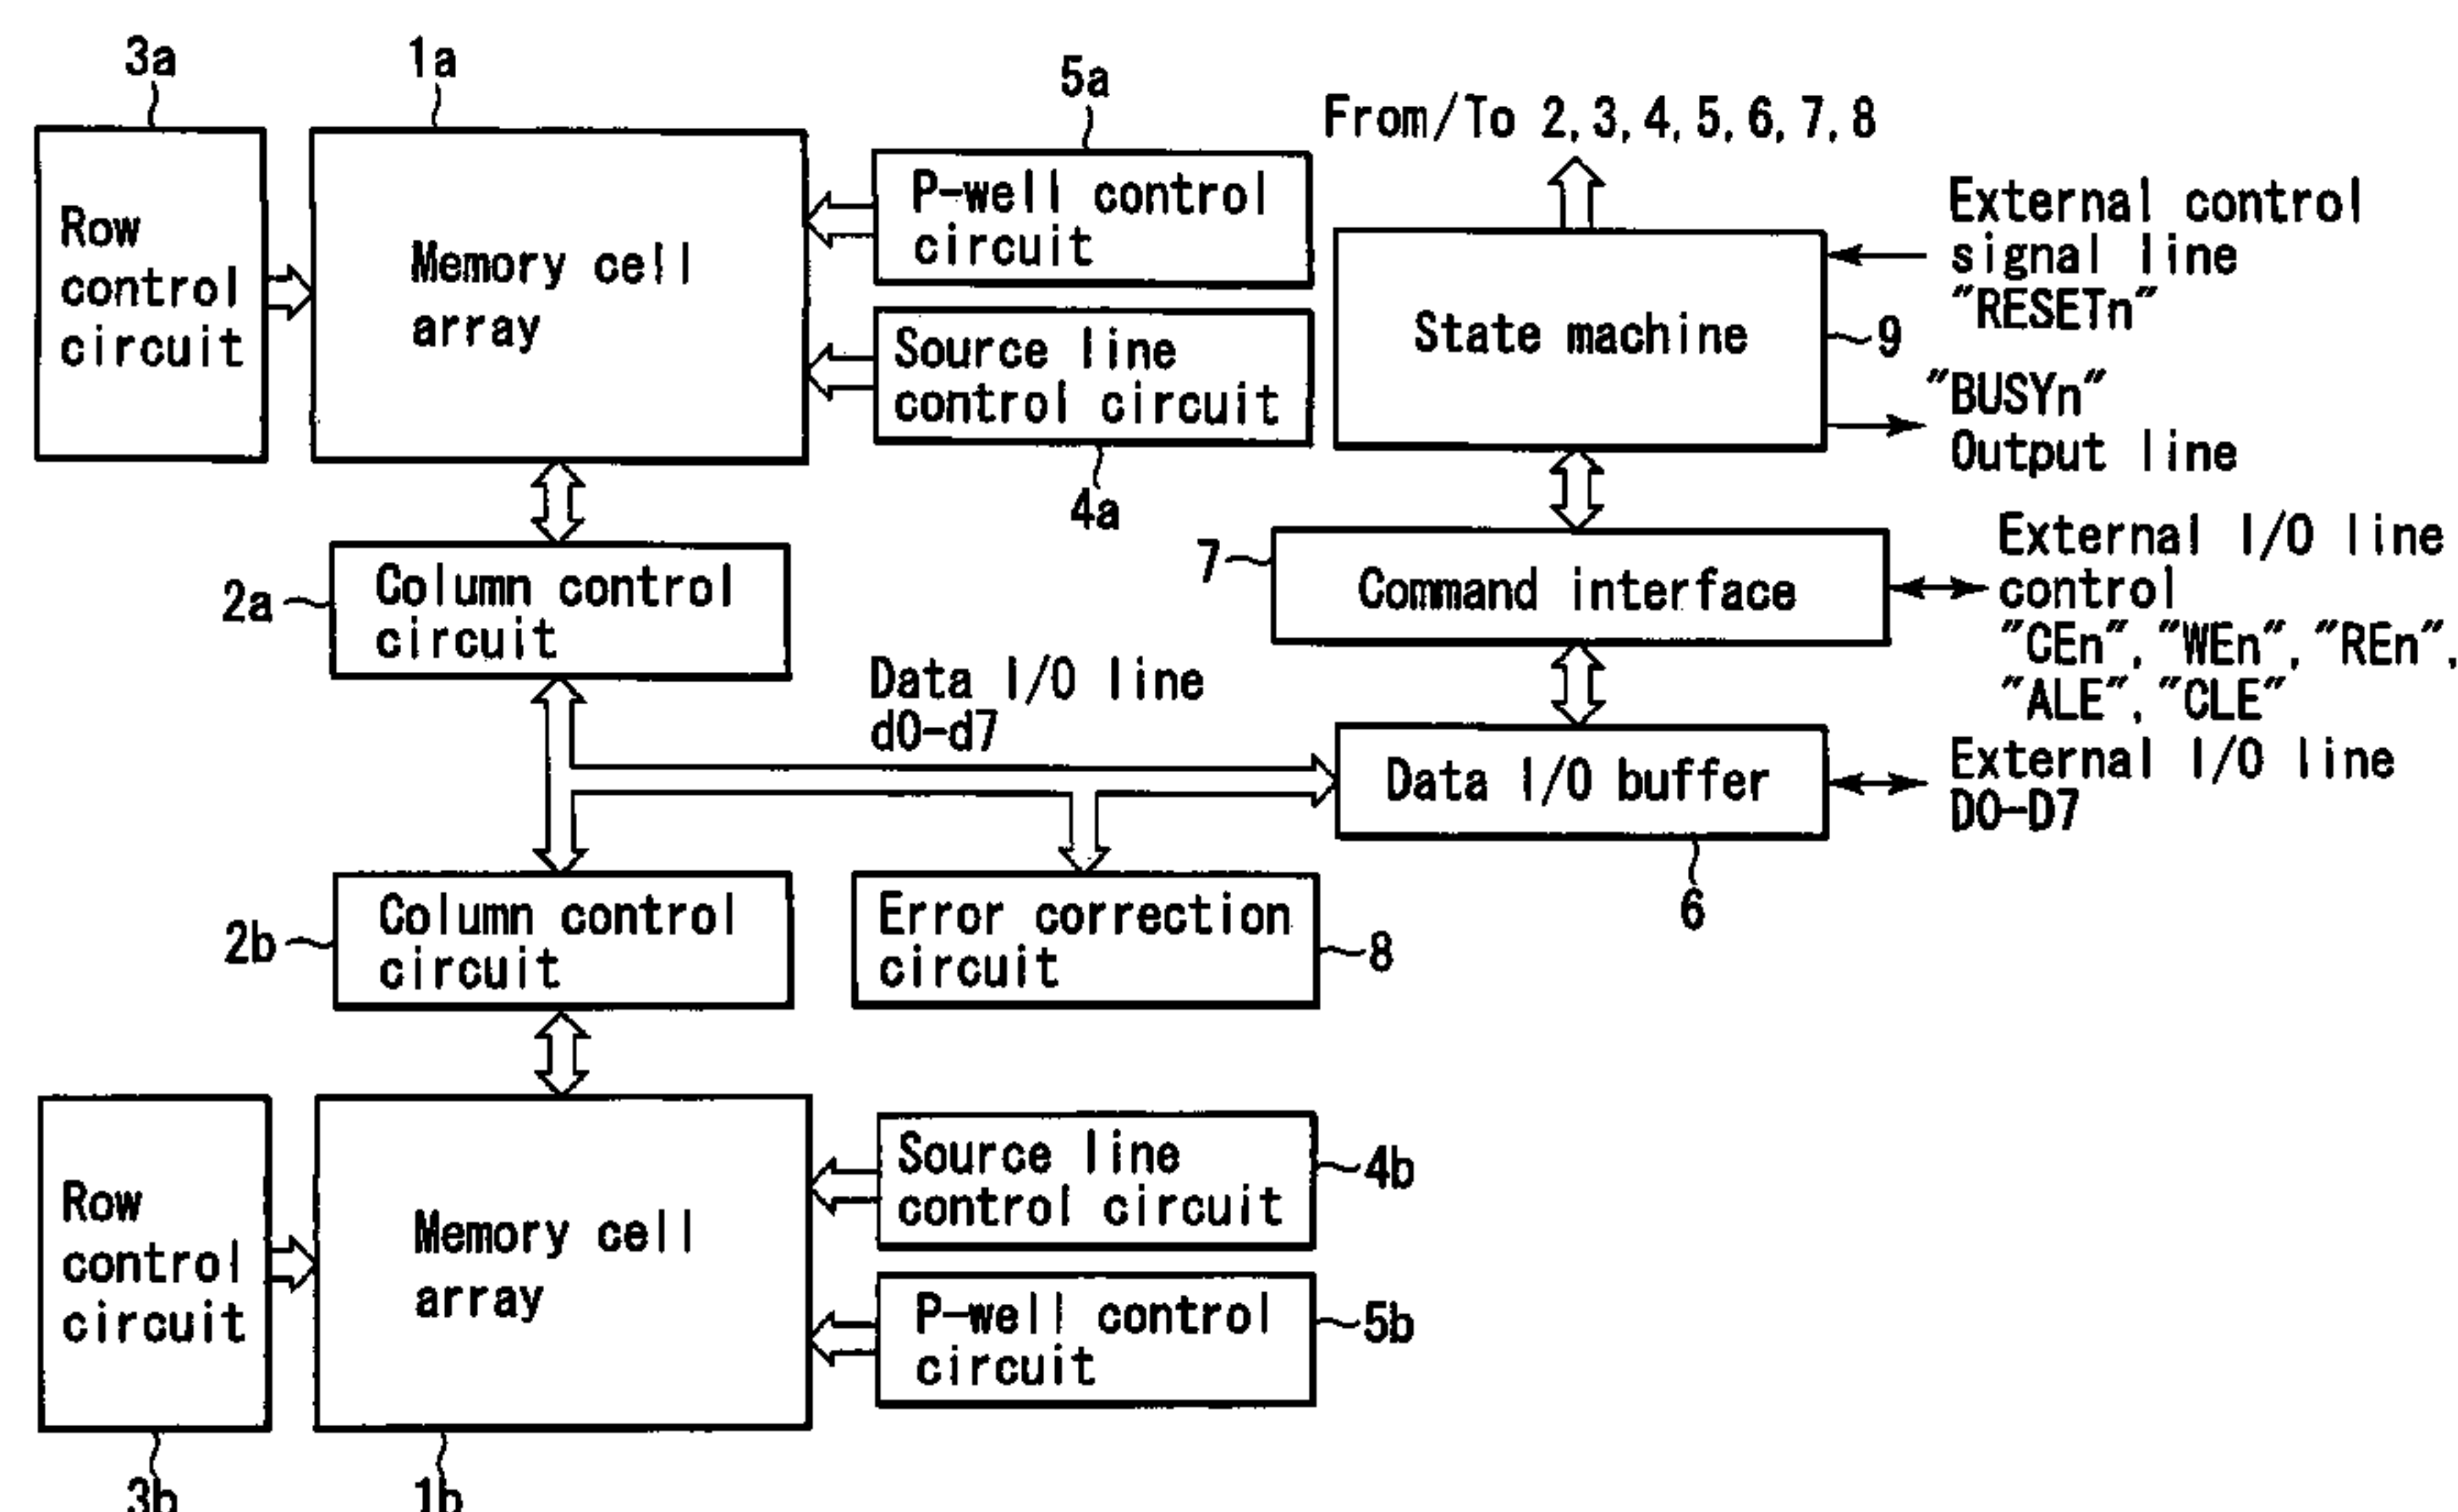 3a
1a
5a
From/To 2,3,4,5,6,7,8
Row
control
circuit
Memory cell
array
P-well control
circuit
Source line
control circuit
4a
State machine
9
External control
signal line
"RESETn"
"BUSYn"
Output line
2a
Column control
circuit
7
Command interface
External I/O line
control
"CEn", "WEn", "REn",
"ALE", "CLE"
Data I/O line
d0-d7
Data I/O buffer
6
External I/O line
D0-D7
2b
Column control
circuit
Error correction
circuit
8
Row
control
circuit
Memory cell
array
Source line
control circuit
4b
P-well control
circuit
5b
3b
1b